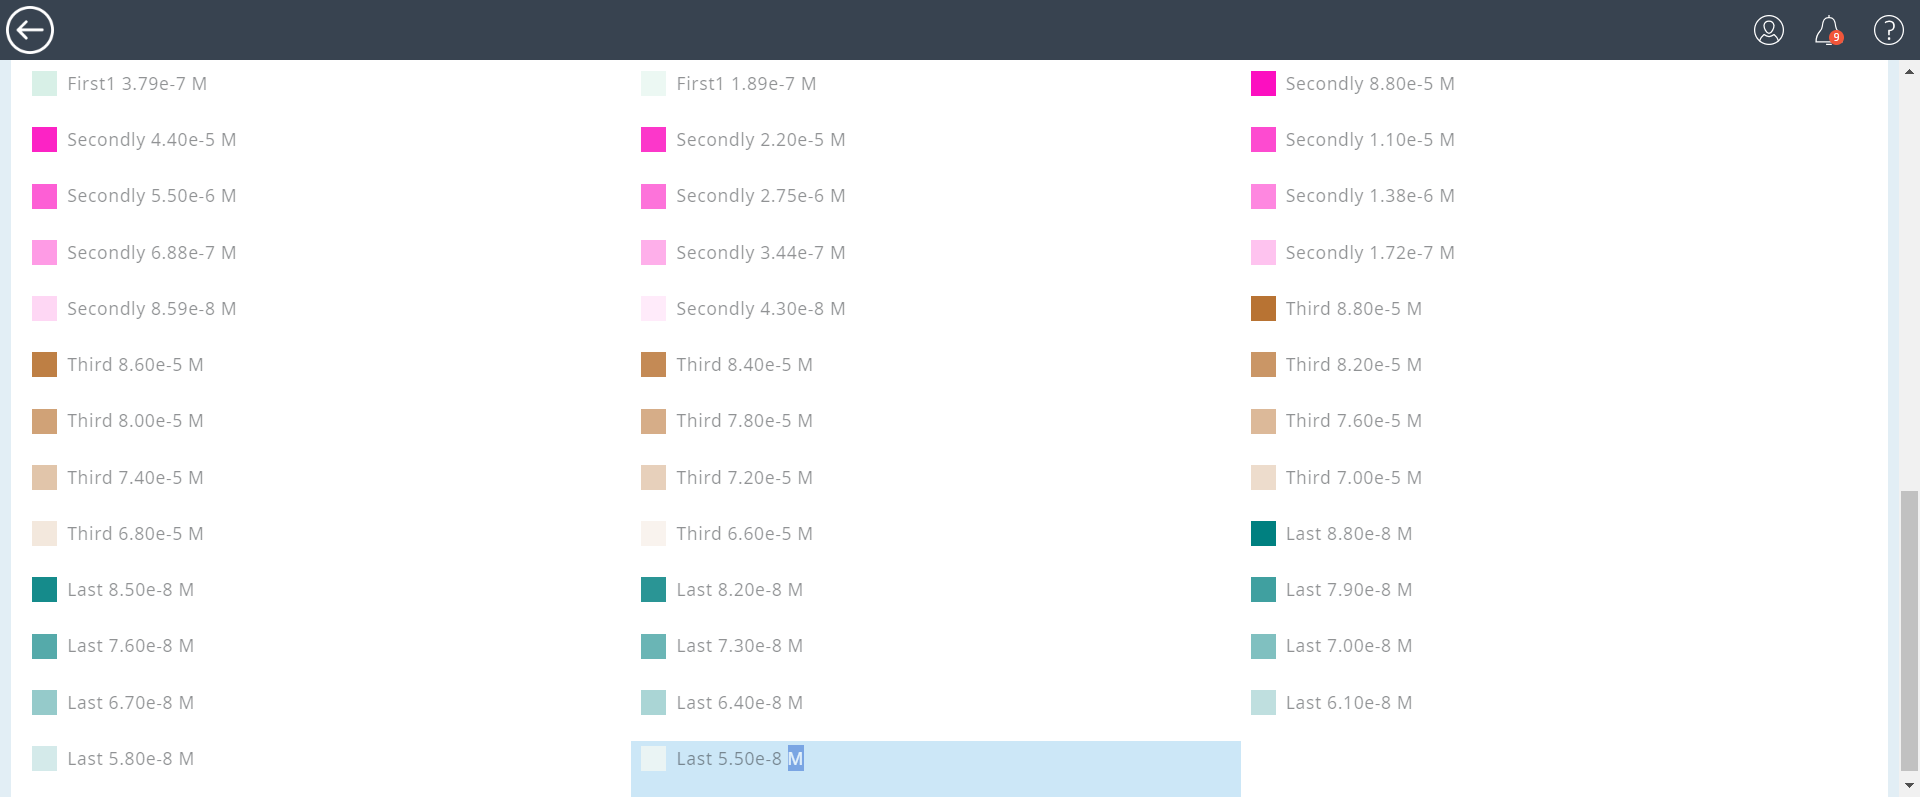 9
?
First1 3.79e-7 M
First1 1.89e-7 M
Secondly 8.80e-5 M
Secondly 4.40e-5 M
Secondly 2.20e-5 M
Secondly 1.10e-5 M
Secondly 5.50e-6 M
Secondly 2.75e-6 M
Secondly 1.38e-6 M
Secondly 6.88e-7 M
Secondly 3.44e-7 M
Secondly 1.72e-7 M
Secondly 8.59e-8 M
Secondly 4.30e-8 M
Third 8.80e-5 M
Third 8.60e-5 M
Third 8.40e-5 M
Third 8.20e-5 M
Third 8.00e-5 M
Third 7.80e-5 M
Third 7.60e-5 M
Third 7.40e-5 M
Third 7.20e-5 M
Third 7.00e-5 M
Third 6.80e-5 M
Third 6.60e-5 M
Last 8.80e-8 M
Last 8.50e-8 M
Last 8.20e-8 M
Last 7.90e-8 M
Last 7.60e-8 M
Last 7.30e-8 M
Last 7.00e-8 M
Last 6.70e-8 M
Last 6.40e-8 M
Last 6.10e-8 M
Last 5.80e-8 M
Last 5.50e-8 M